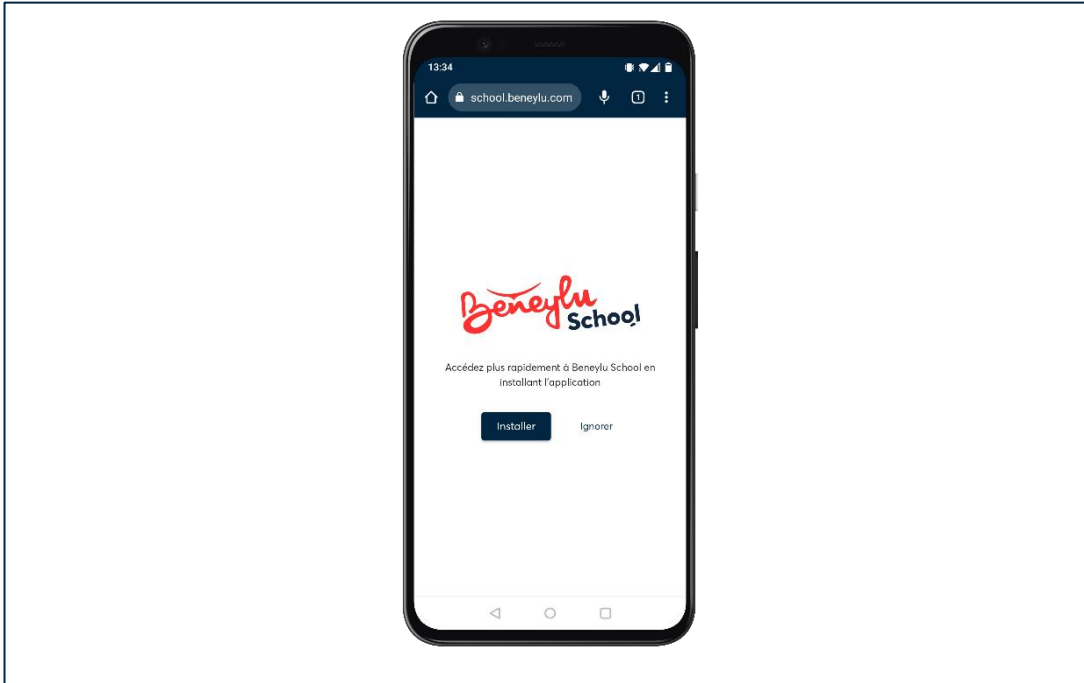 13:34
school.beneylu.com 1
Beneylu
School
Accédez plus rapidement à Beneylu School en
installant l'application
Installer Ignorer